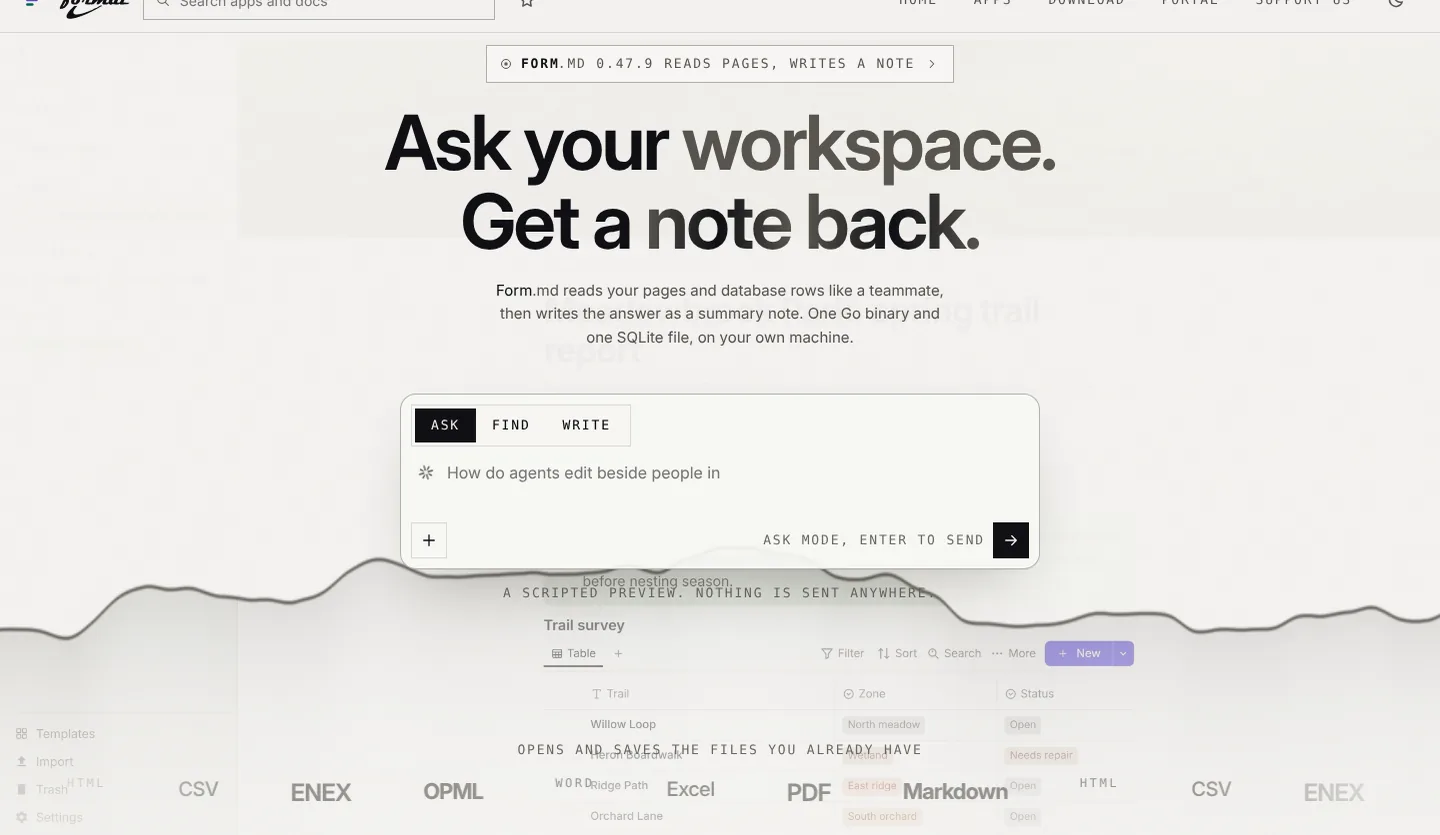 formal
Search apps and docs
HOME
APPS
DOWNLOAD
PORTAL
SUPPORT US
FORM.MD 0.47.9 READS PAGES, WRITES A NOTE
Ask your workspace.
Get a note back.
Form.md reads your pages and database rows like a teammate,
then writes the answer as a summary note. One Go binary and
one SQLite file, on your own machine.
trail
report
ASK
FIND
WRITE
How do agents edit beside people in
+
ASK MODE, ENTER TO SEND
before nesting season.
A SCRIPTED PREVIEW. NOTHING IS SENT ANYWHERE.
Trail survey
Table
+
Filter
Sort
Search
More
+ New
Trail
Zone
Status
Willow Loop
North meadow
Open
Heron Boardwalk
Wetland
Needs repair
Ridge Path
East ridge
Open
Orchard Lane
South orchard
Open
Templates
Import
Trash
Settings
OPENS AND SAVES THE FILES YOU ALREADY HAVE
HTML
CSV
ENEX
OPML
WORD
Excel
PDF
Markdown
HTML
CSV
ENEX